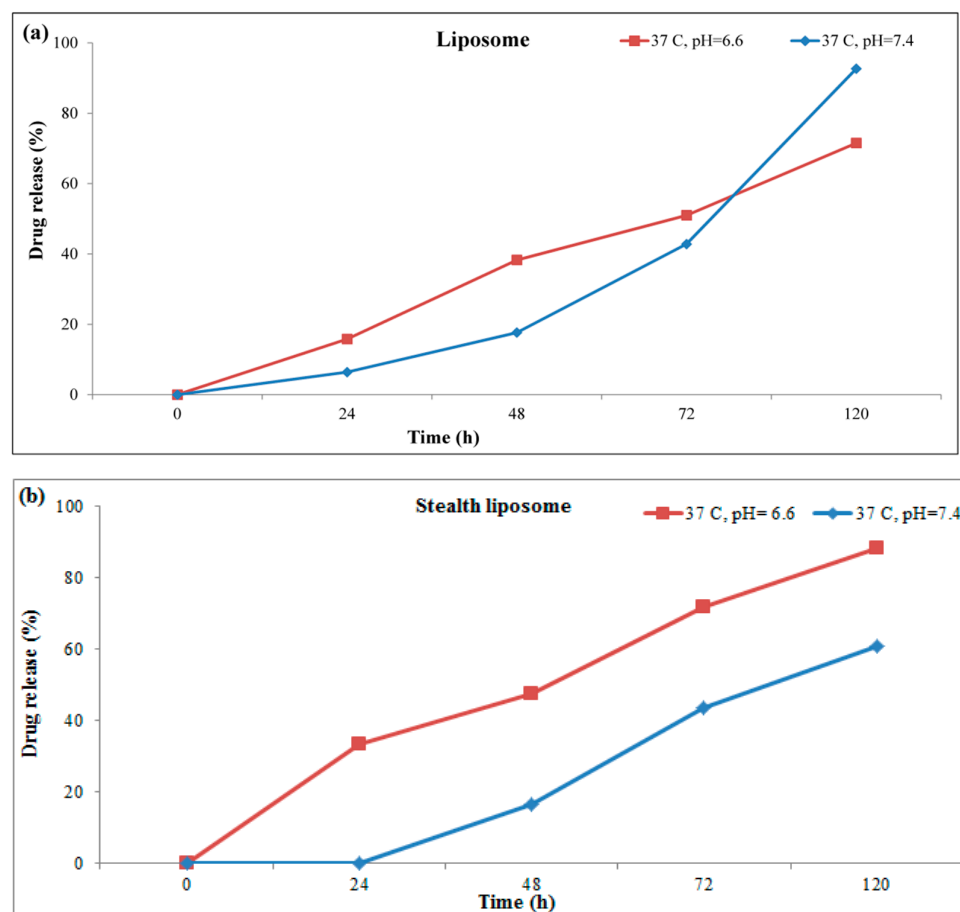 (a)
Liposome
37 C, pH=6.6
37 C, pH=7.4
Drug release (%)
100
80
60
40
20
0
0 24 48 72 120
Time (h)
(b)
Stealth liposome
37 C, pH= 6.6
37 C, pH=7.4
Drug release (%)
100
80
60
40
20
0
0 24 48 72 120
Time (h)